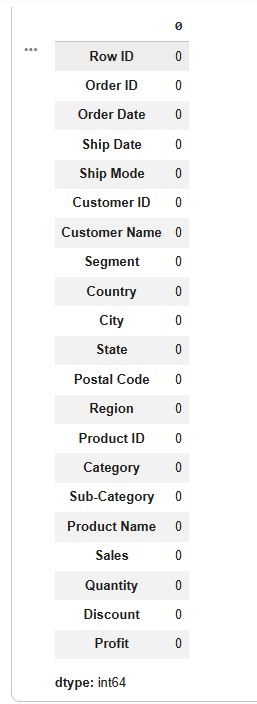 0
Row ID 0
Order ID 0
Order Date 0
Ship Date 0
Ship Mode 0
Customer ID 0
Customer Name 0
Segment 0
Country 0
City 0
State 0
Postal Code 0
Region 0
Product ID 0
Category 0
Sub-Category 0
Product Name 0
Sales 0
Quantity 0
Discount 0
Profit 0
dtype: int64